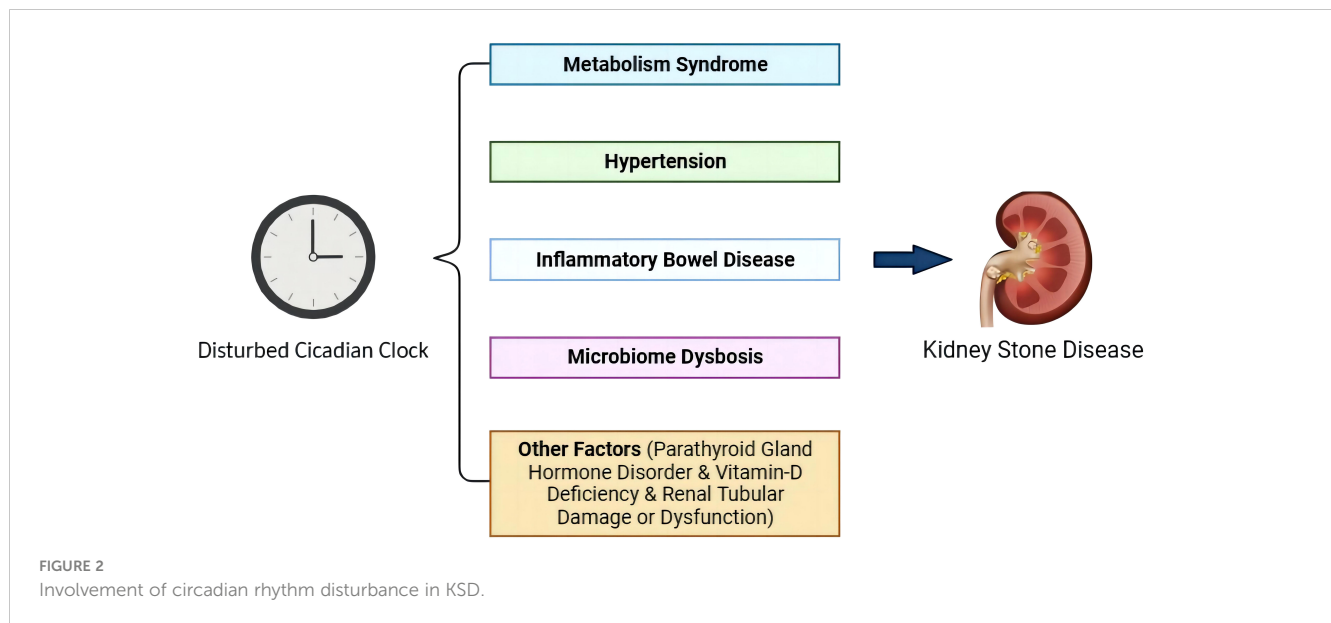 Metabolism Syndrome
Hypertension
Inflammatory Bowel Disease
Microbiome Dysbosis
Other Factors (Parathyroid Gland
Hormone Disorder & Vitamin-D
Deficiency & Renal Tubular
Damage or Dysfunction)
Disturbed Cicadian Clock
Kidney Stone Disease
FIGURE 2
Involvement of circadian rhythm disturbance in KSD.